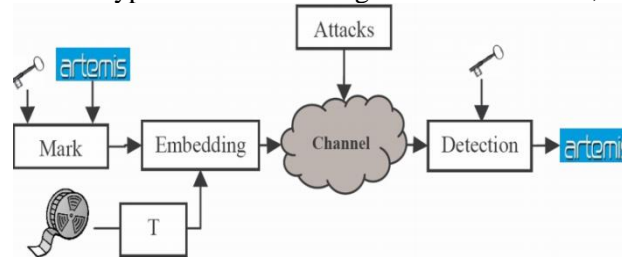 Attacks
artemis
Mark
Embedding
Channel
Detection
artemis
T